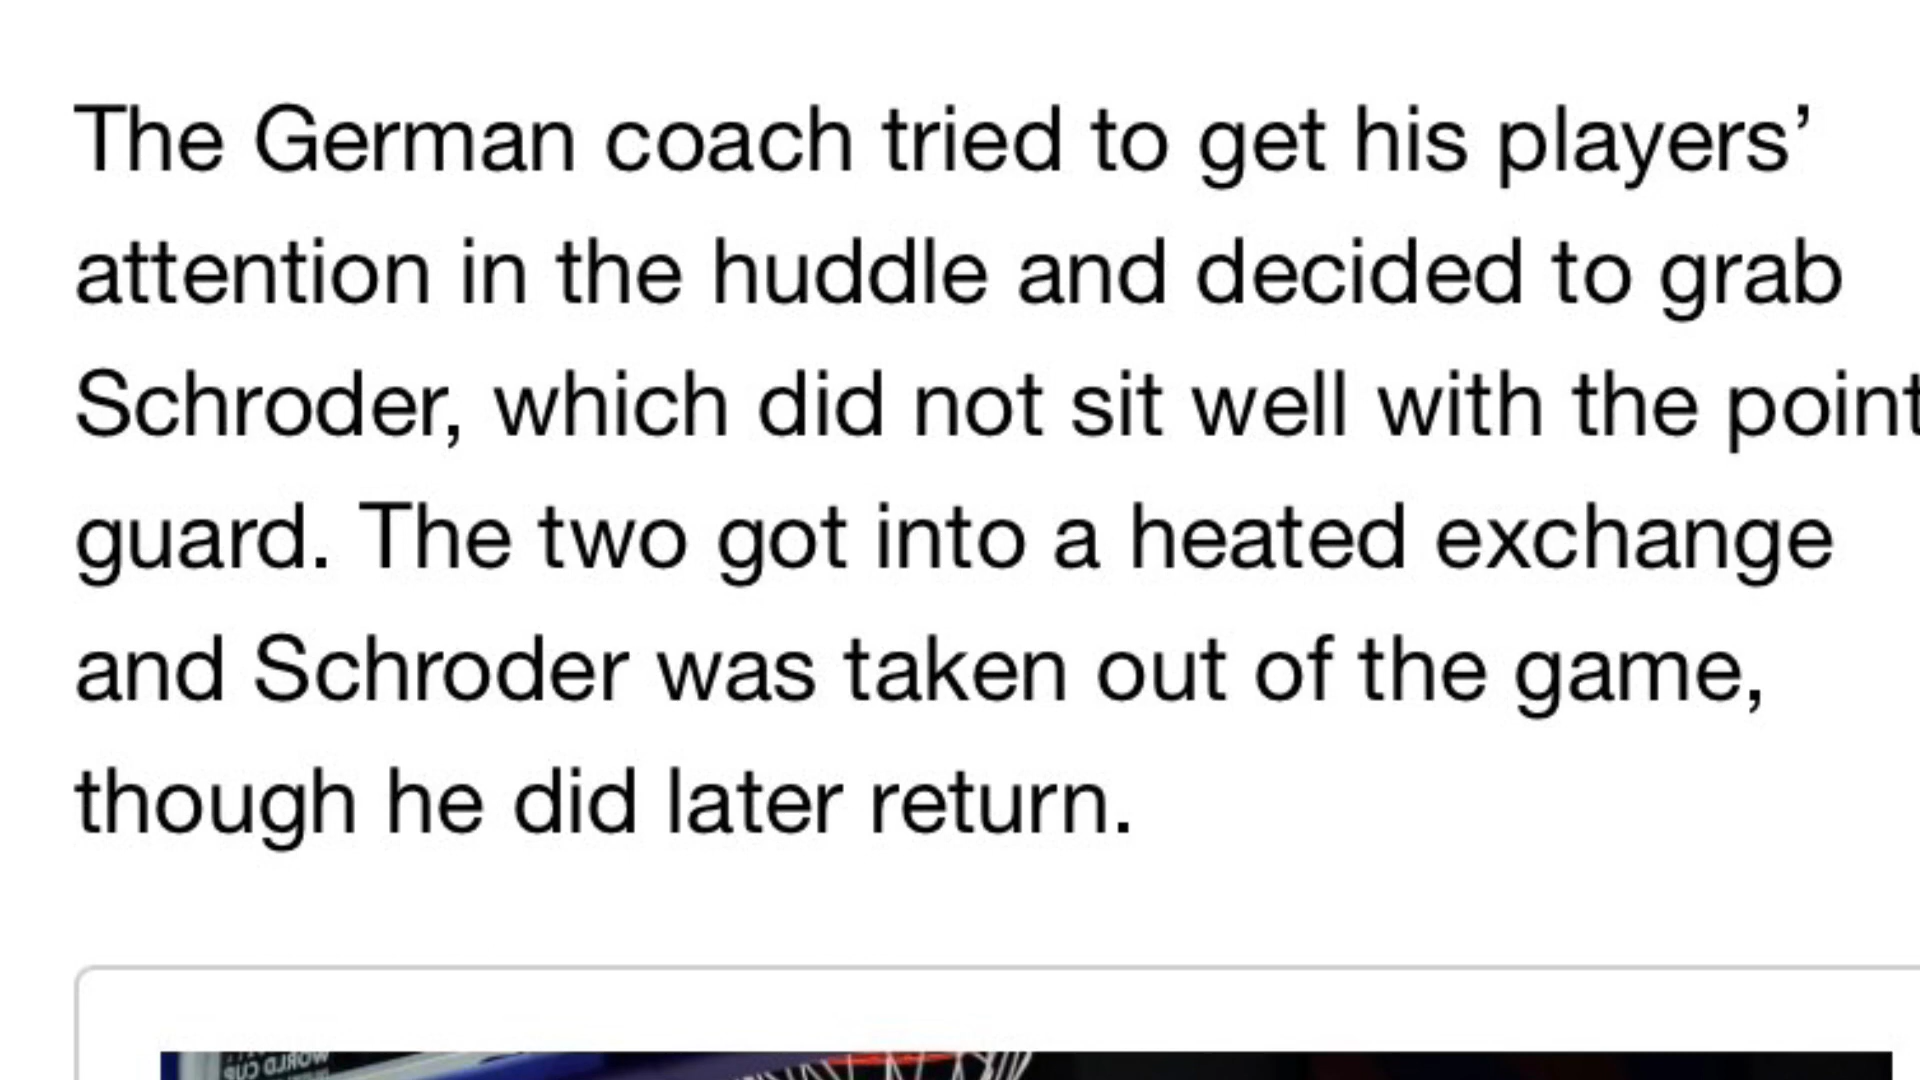 The German coach tried to get his players’
attention in the huddle and decided to grab
Schroder, which did not sit well with the point
guard. The two got into a heated exchange
and Schroder was taken out of the game,
though he did later return.
WORLD CUP